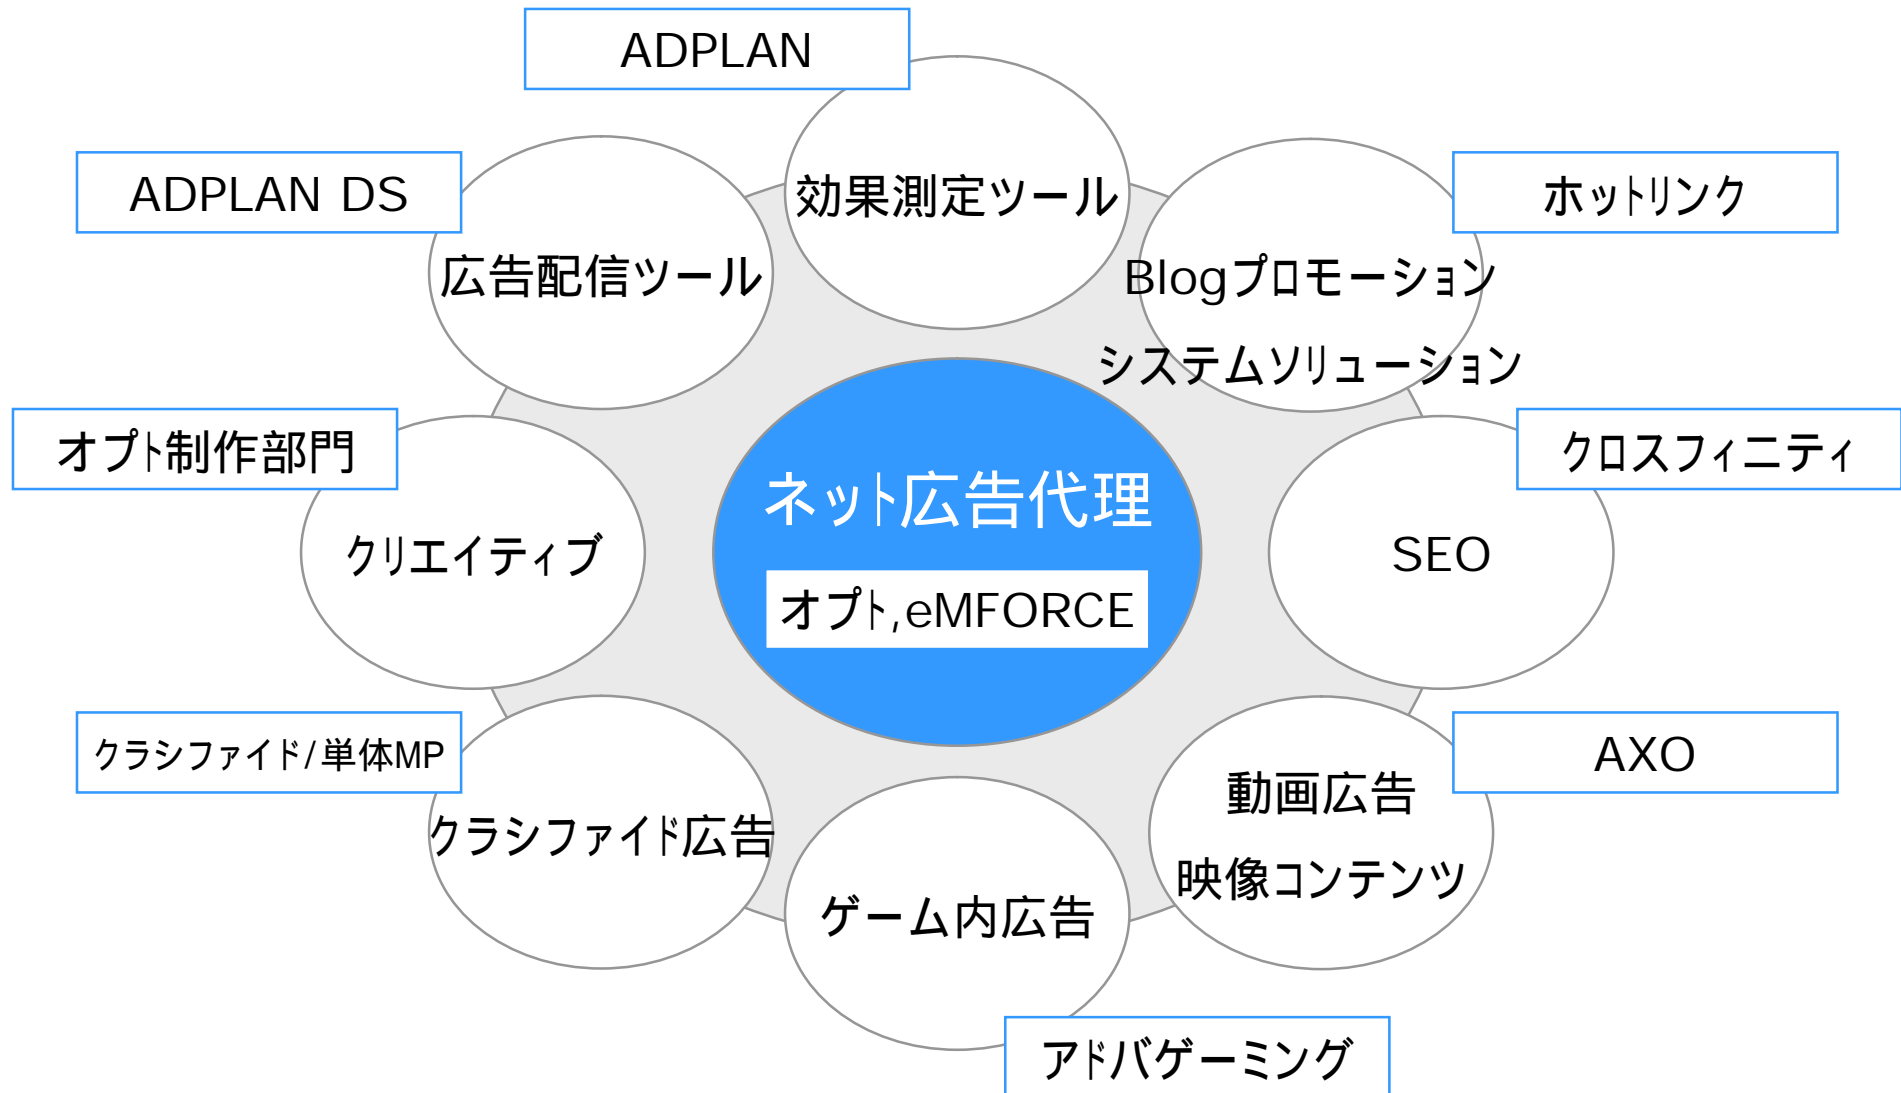 ADPLAN
効果測定ツール
ADPLAN DS
広告配信ツール
ホットリンク
Blogプロモーション
システムソリューション
オプト制作部門
クリエイティブ
ネット広告代理
オプト,eMFORCE
クロスフィニティ
SEO
クラシファイド/単体MP
クラシファイド広告
AXO
動画広告
映像コンテンツ
ゲーム内広告
アドバゲーミング